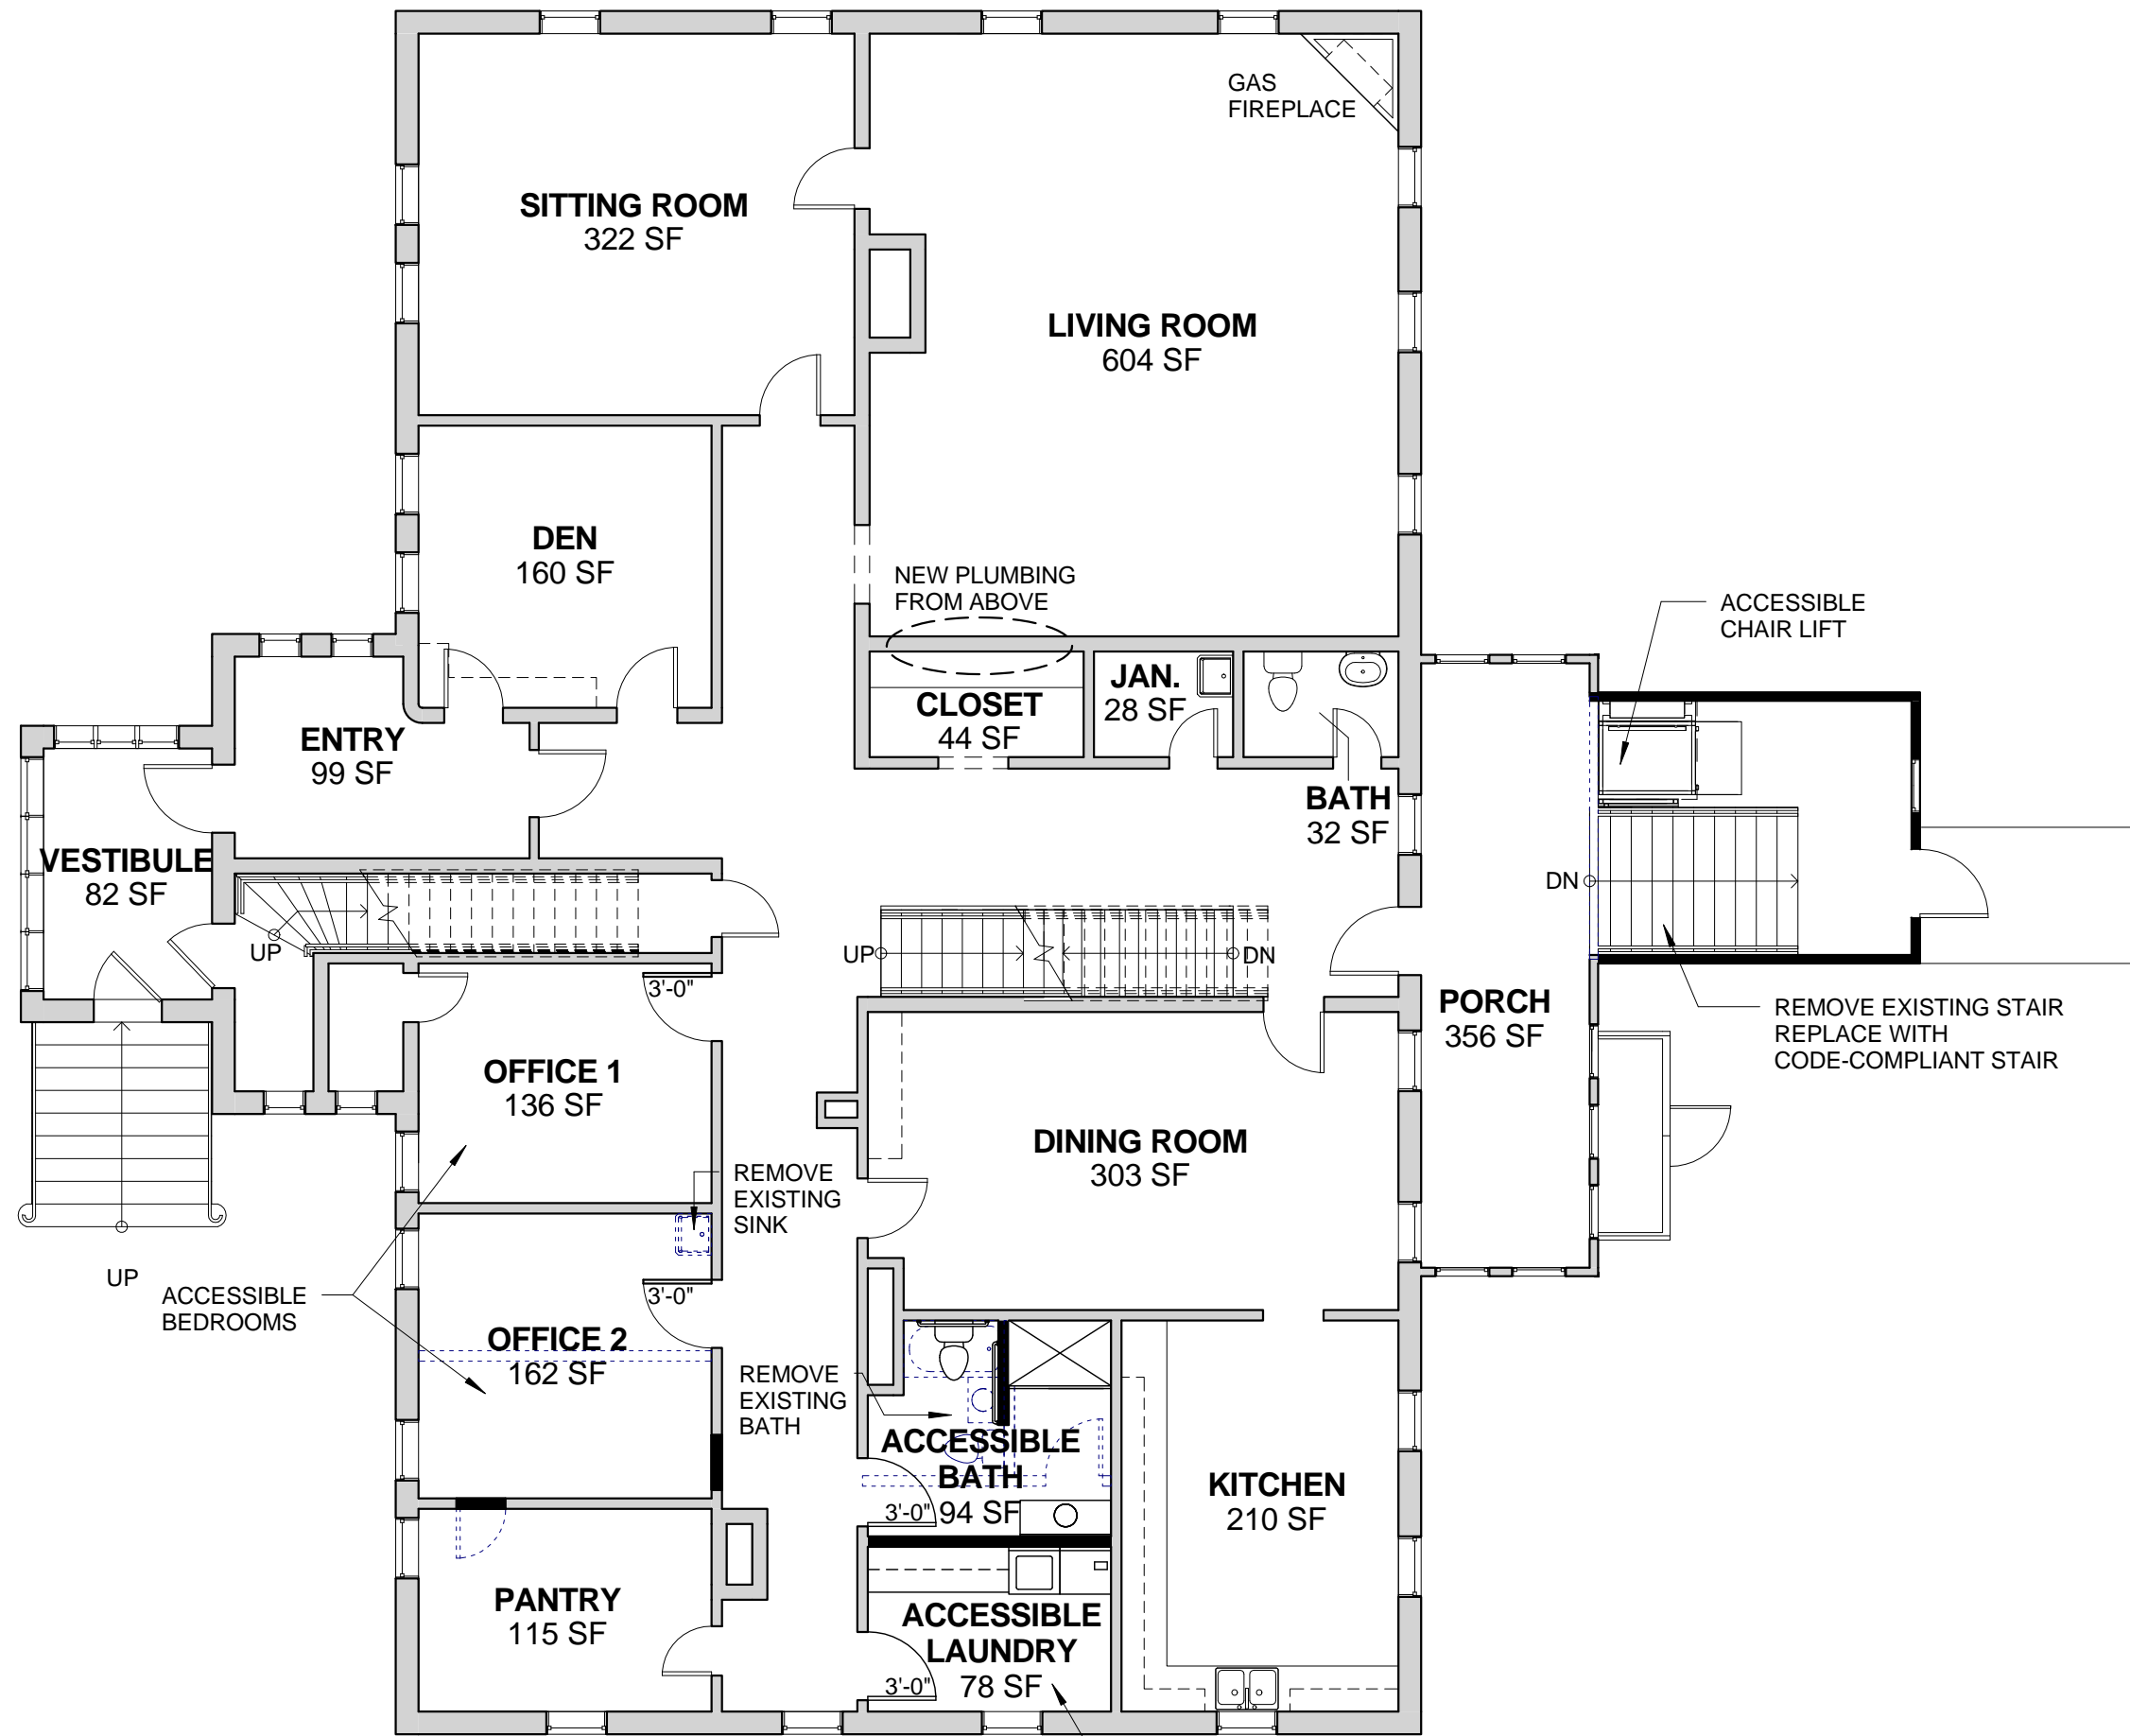 GAS
FIREPLACE
SITTING ROOM
322 SF
LIVING ROOM
604 SF
DEN
160 SF
NEW PLUMBING
FROM ABOVE
ACCESSIBLE
CHAIR LIFT
JAN.
28 SF
CLOSET
44 SF
ENTRY
99 SF
BATH
32 SF
VESTIBULE
82 SF
DN
UP
UP
DN
3'-0"
PORCH
356 SF
REMOVE EXISTING STAIR
REPLACE WITH
CODE-COMPLIANT STAIR
OFFICE 1
136 SF
DINING ROOM
303 SF
REMOVE
EXISTING
SINK
UP
ACCESSIBLE
BEDROOMS
3'-0"
OFFICE 2
162 SF
REMOVE
EXISTING
BATH
ACCESSIBLE
BATH
94 SF
3'-0"
KITCHEN
210 SF
PANTRY
115 SF
ACCESSIBLE
LAUNDRY
78 SF
3'-0"